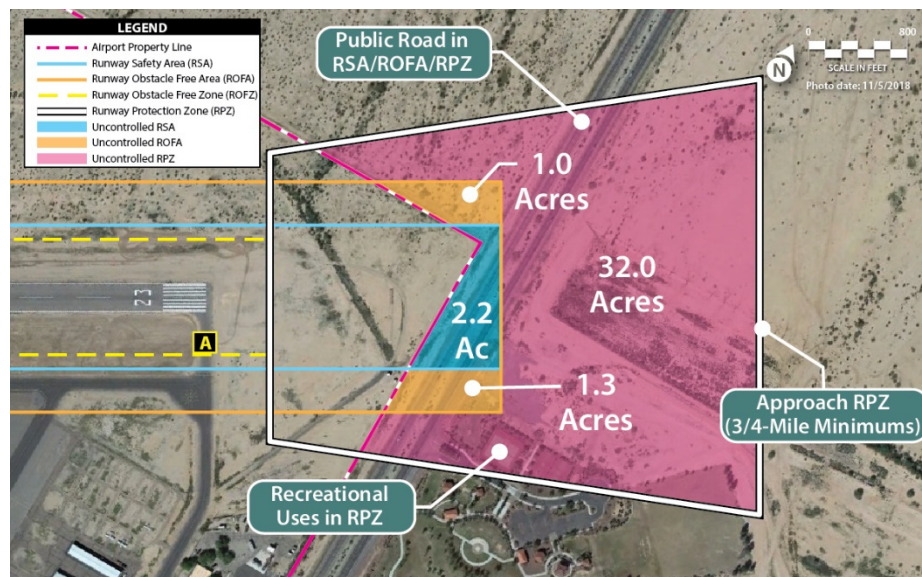 LEGEND
Airport Property Line
Runway Safety Area (RSA)
Runway Obstacle Free Area (ROFA)
Runway Obstacle Free Zone (ROFZ)
Runway Protection Zone (RPZ)
Uncontrolled RSA
Uncontrolled ROFA
Uncontrolled RPZ
Public Road in
RSA/ROFA/RPZ
N
0 800
SCALE IN FEET
Photo date: 11/5/2018
1.0
Acres
32.0
Acres
23
2.2
Ac
A
1.3
Acres
Approach RPZ
(3/4-Mile Minimums)
Recreational
Uses in RPZ